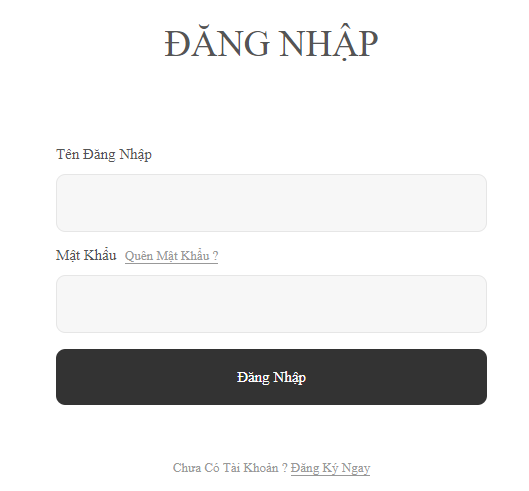 ĐĂNG NHẬP
Tên Đăng Nhập
Mật Khẩu Quên Mật Khẩu ?
Đăng Nhập
Chưa Có Tài Khoản ? Đăng Ký Ngay